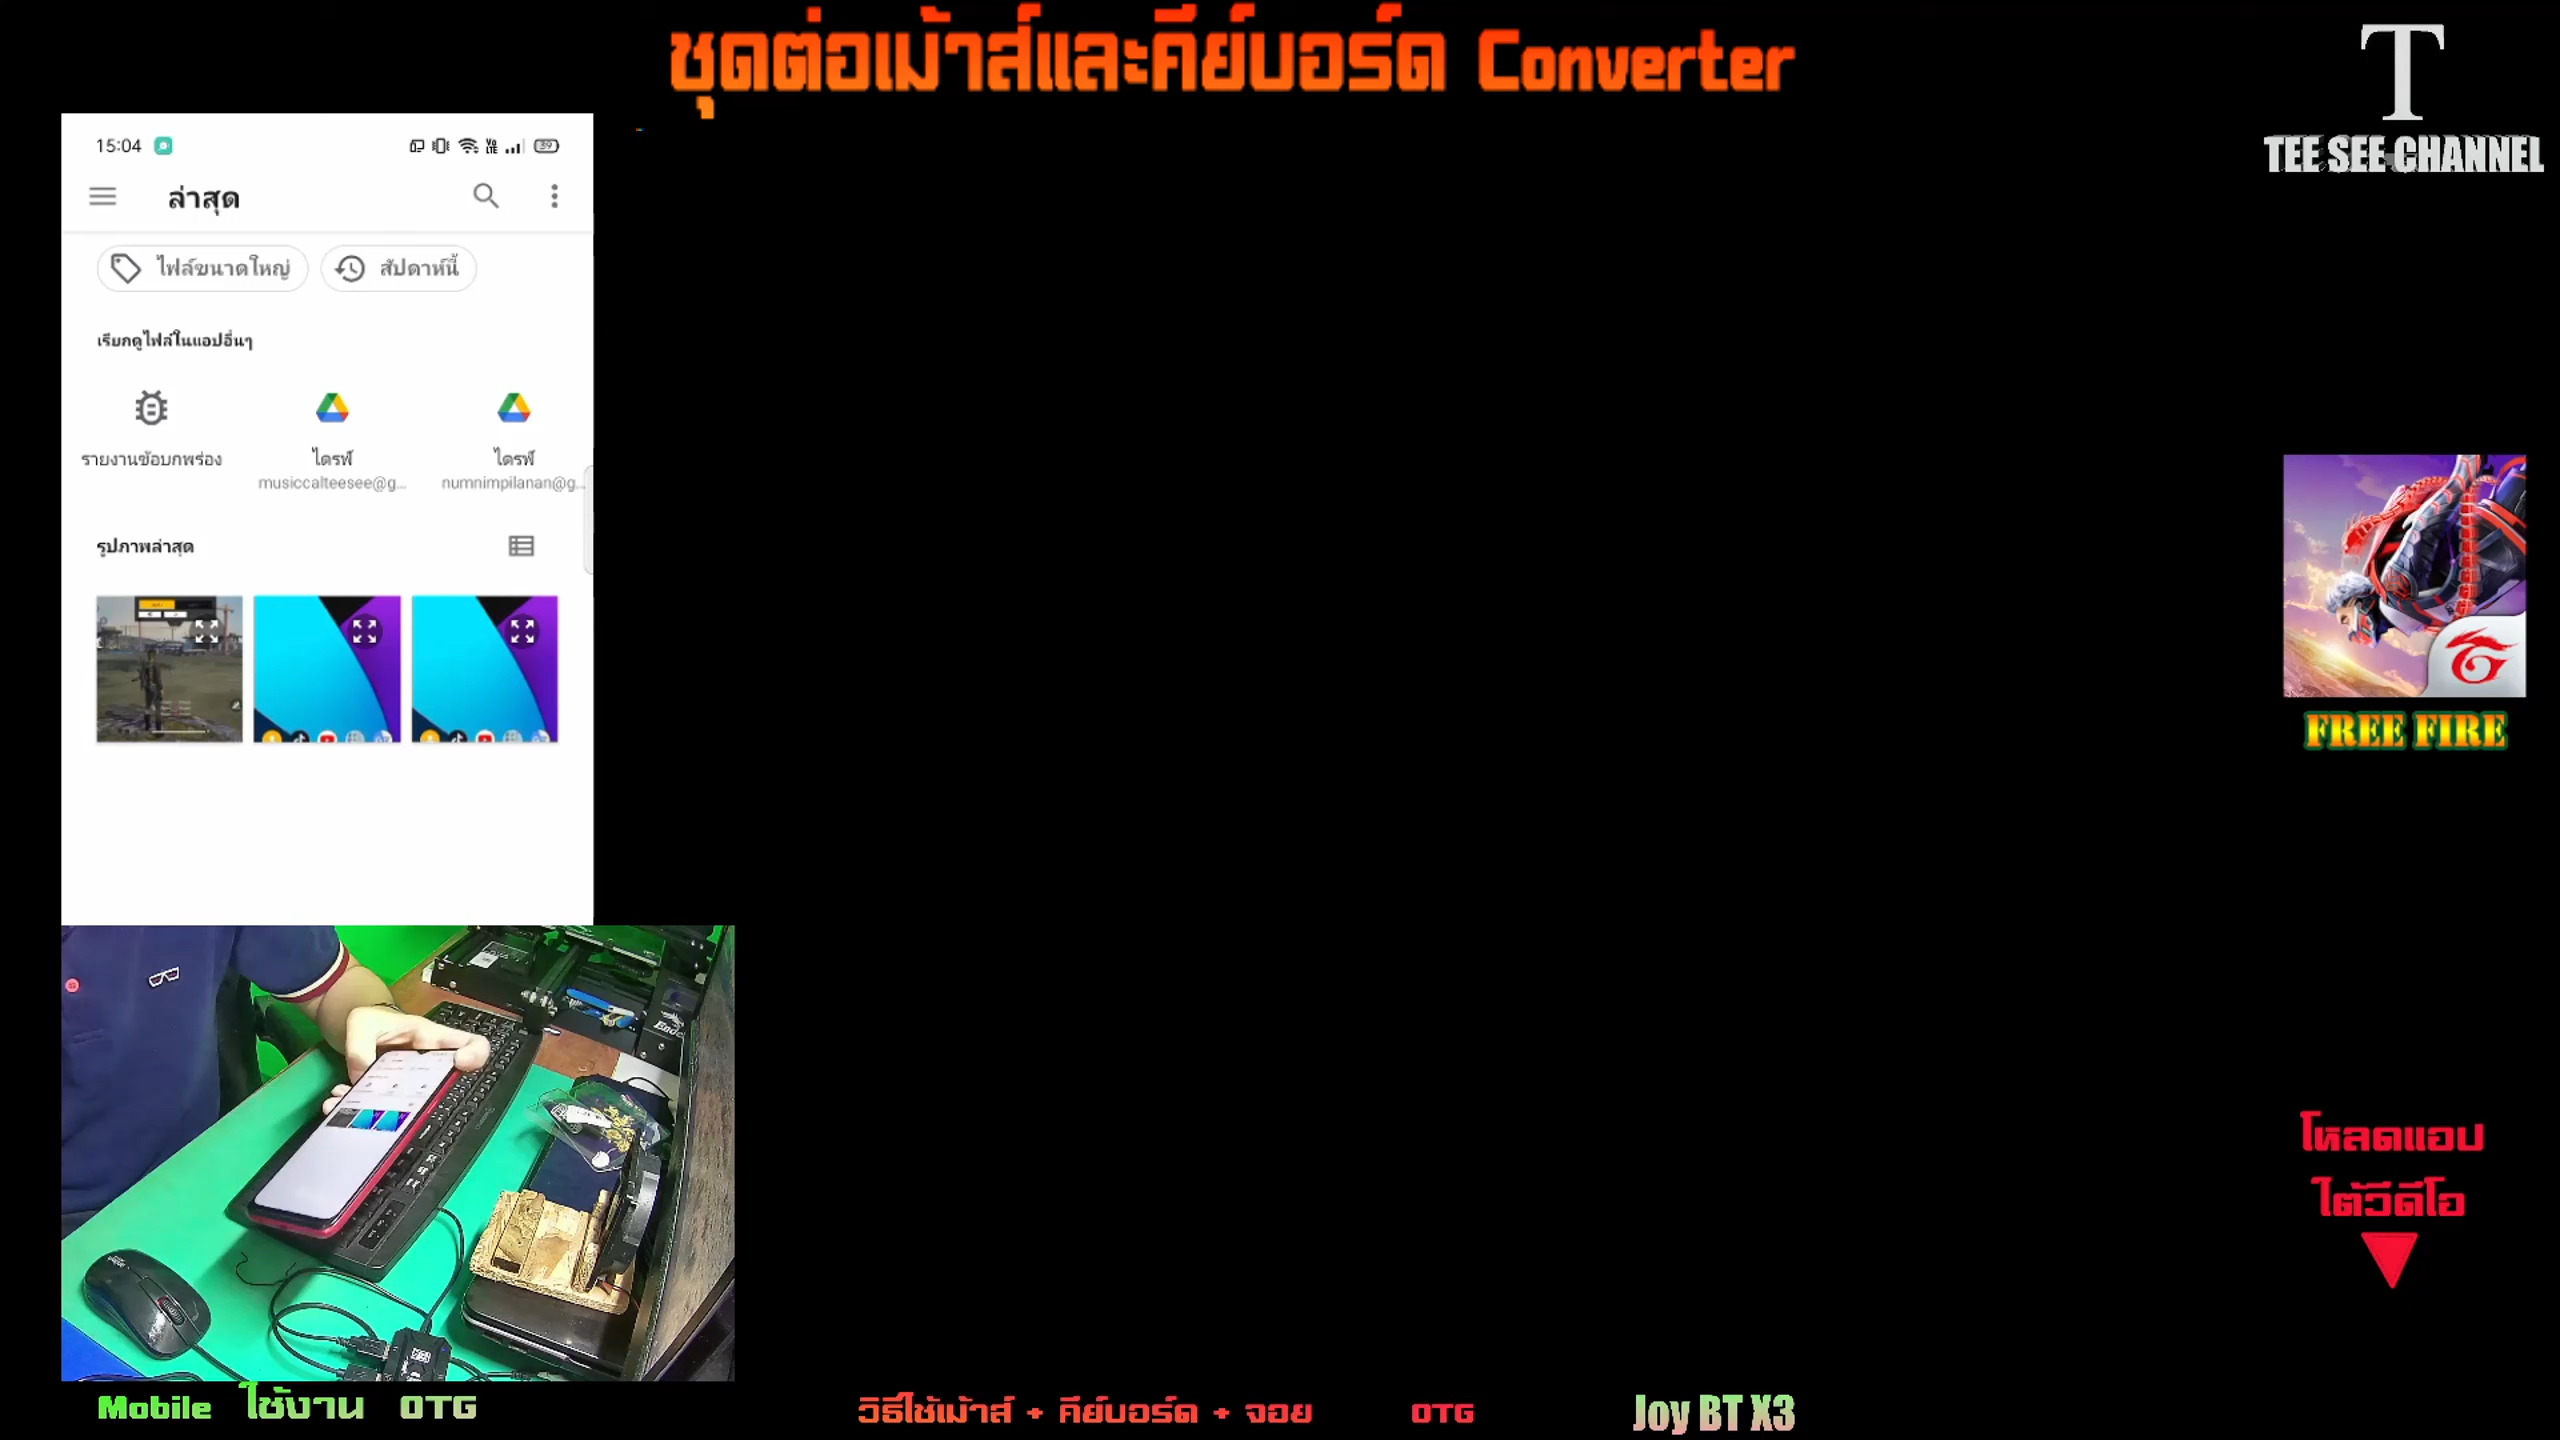 ชุดต่อเม้าส์และคีย์บอร์ด Converter
T
TEE SEE CHANNEL
15:04
39
ล่าสุด
ไฟล์ขนาดใหญ่
สัปดาห์นี้
เรียกดูไฟล์ในแอปอื่นๆ
รายงานข้อบกพร่อง
ไดรฟ์
musiccalteesee@g...
ไดรฟ์
numnimpilanan@g...
รูปภาพล่าสุด
FREE FIRE
โหลดแอป
ใต้วีดีโอ
Mobile ใช้งาน OTG
วิธีใช้เม้าส์ + คีย์บอร์ด + จอย OTG
Joy BT X3